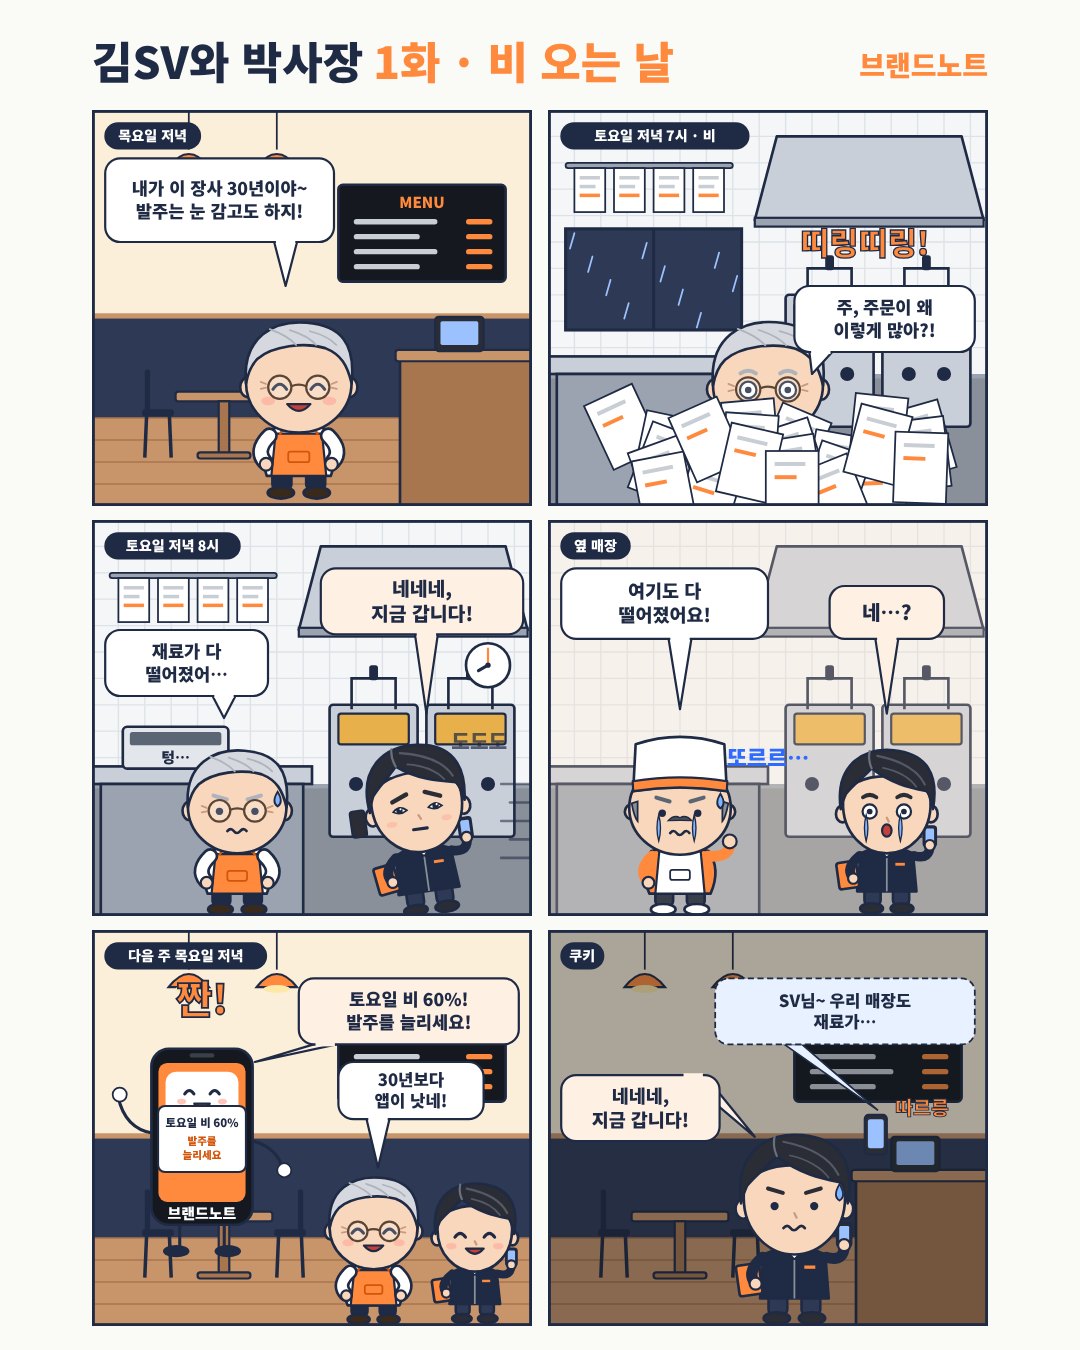 김SV와 박사장 1화 · 비 오는 날
브랜드노트
목요일 저녁
내가 이 장사 30년이야~
발주는 눈 감고도 하지!
MENU
토요일 저녁 7시 · 비
띠링띠링!
주, 주문이 왜
이렇게 많아?!
토요일 저녁 8시
네네네,
지금 갑니다!
재료가 다
떨어졌어…
텅…
도도도
옆 매장
여기도 다
떨어졌어요!
네…?
또르르…
다음 주 목요일 저녁
짠!
토요일 비 60%!
발주를 늘리세요!
30년보다
앱이 낫네!
토요일 비 60%
발주를
늘리세요
브랜드노트
쿠키
SV님~ 우리 매장도
재료가…
네네네,
지금 갑니다!
따르릉